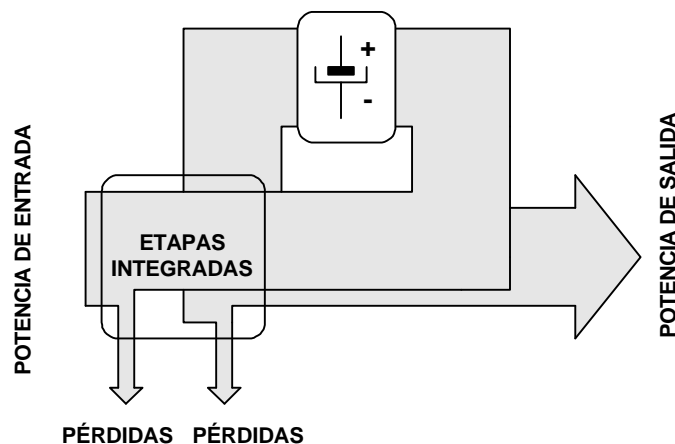 +
-
POTENCIA DE ENTRADA
ETAPAS
INTEGRADAS
POTENCIA DE SALIDA
PÉRDIDAS PÉRDIDAS